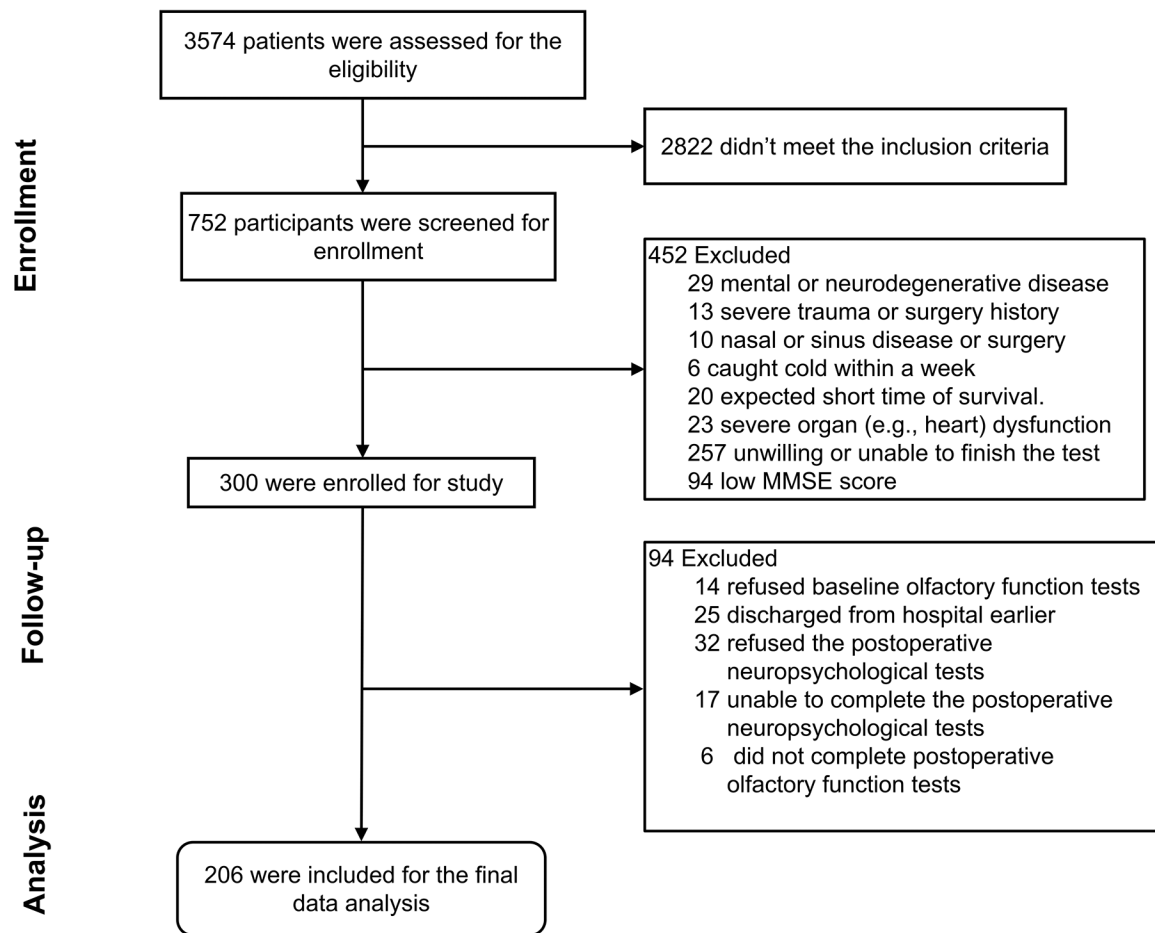 3574 patients were assessed for the
eligibility
Enrollment
2822 didn’t meet the inclusion criteria
752 participants were screened for
enrollment
452 Excluded
29 mental or neurodegenerative disease
13 severe trauma or surgery history
10 nasal or sinus disease or surgery
6 caught cold within a week
20 expected short time of survival.
23 severe organ (e.g., heart) dysfunction
257 unwilling or unable to finish the test
94 low MMSE score
300 were enrolled for study
Follow-up
94 Excluded
14 refused baseline olfactory function tests
25 discharged from hospital earlier
32 refused the postoperative
neuropsychological tests
17 unable to complete the postoperative
neuropsychological tests
6 did not complete postoperative
olfactory function tests
Analysis
206 were included for the final
data analysis